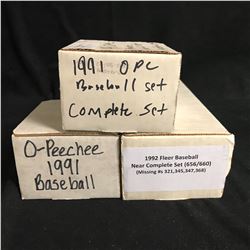 1991 OPC
Baseball set
Complete Set
O-Peechee
1991
Baseball
1992 Fleer Baseball
Near Complete Set (656/660)
(Missing #s 321,345,347,368)